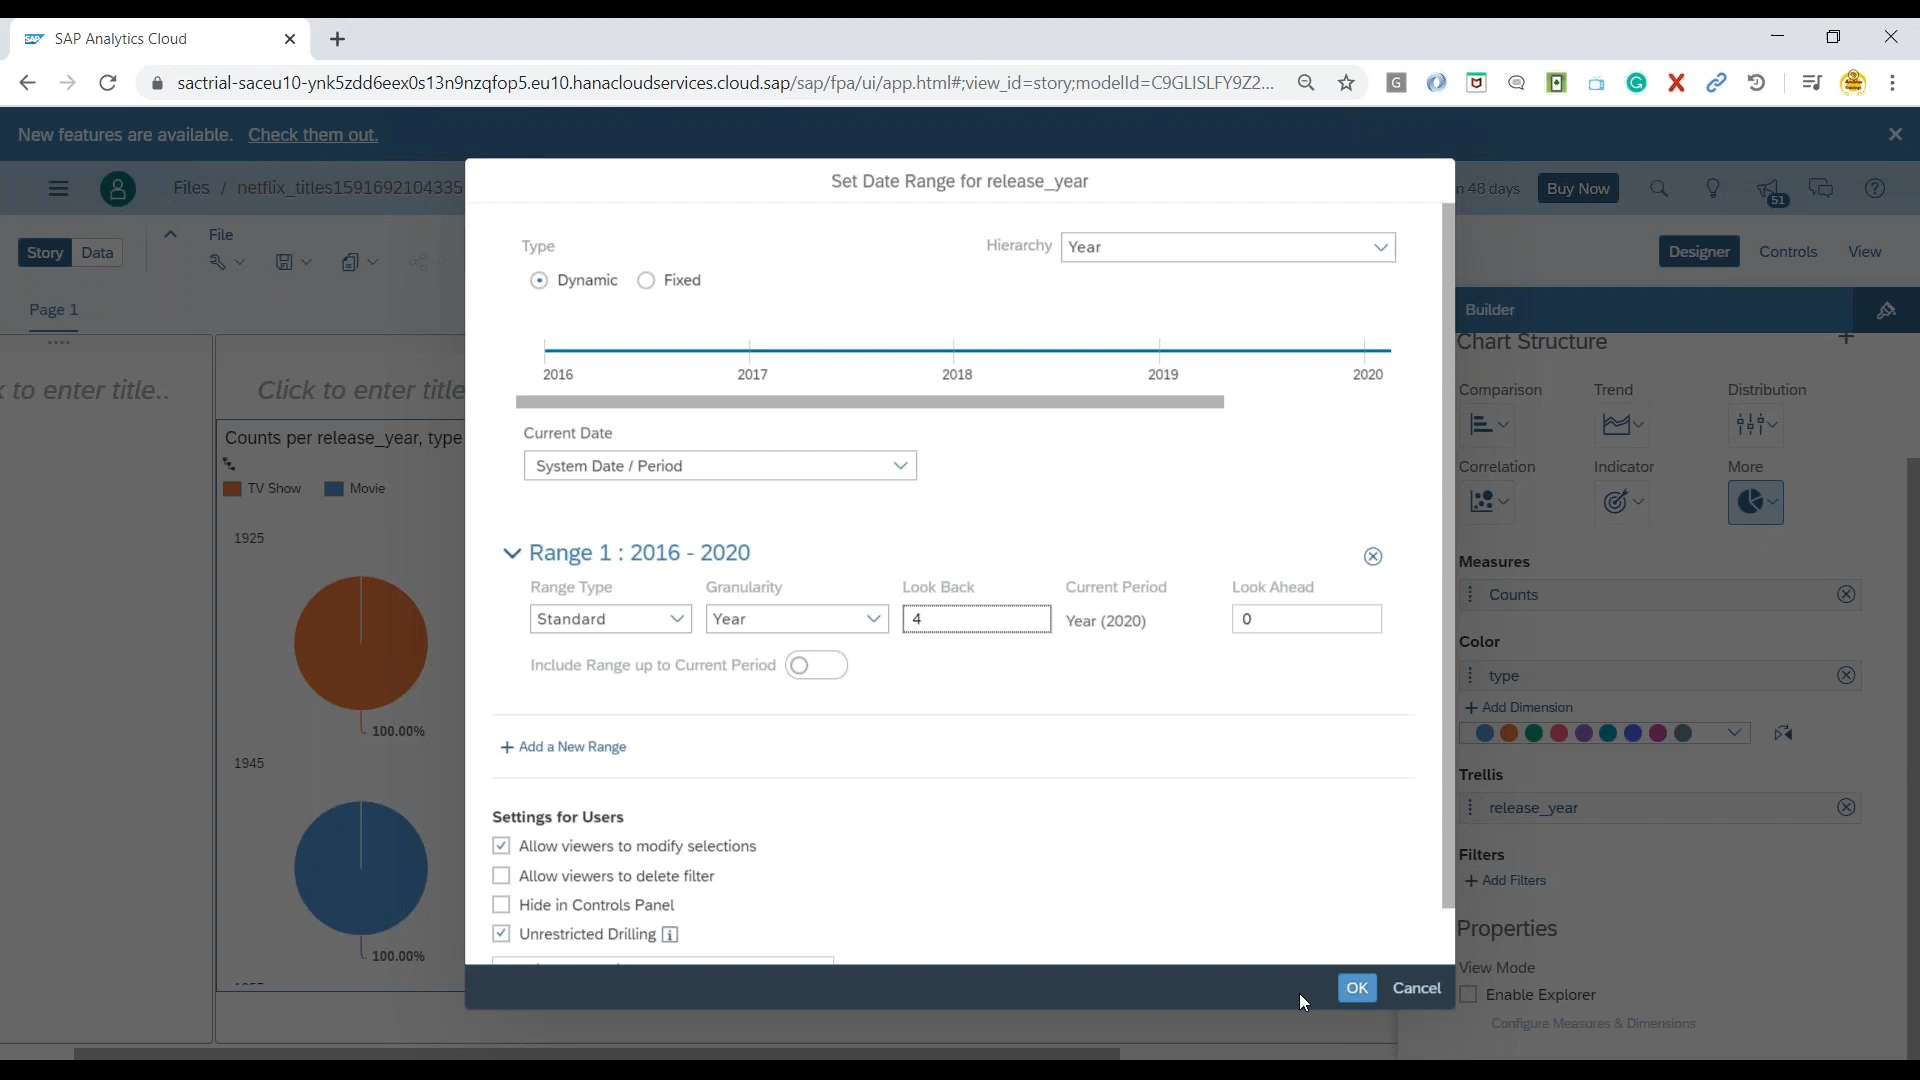 SAP Analytics Cloud
sactrial-saceu10-ynk5zdd6eex0s13n9nzqfop5.eu10.hanacloudservices.cloud.sap/sap/fpa/ui/app.html#;view_id=story;modelId=C9GLISLFY9Z2...
New features are available. Check them out.
Files / netflix_titles1591692104335
n 48 days
Buy Now
51
Story
Data
File
Designer
Controls
View
Page 1
Builder
k to enter title..
Click to enter title
Counts per release_year, type
TV Show
Movie
1925
100.00%
1945
100.00%
Set Date Range for release_year
Type
Hierarchy
Year
Dynamic
Fixed
2016
2017
2018
2019
2020
Current Date
System Date / Period
Range 1 : 2016 - 2020
Range Type
Granularity
Look Back
Current Period
Look Ahead
Standard
Year
4
Year (2020)
0
Include Range up to Current Period
+ Add a New Range
Settings for Users
Allow viewers to modify selections
Allow viewers to delete filter
Hide in Controls Panel
Unrestricted Drilling
OK
Cancel
Chart Structure
Comparison
Trend
Distribution
Correlation
Indicator
More
Measures
Counts
Color
type
+ Add Dimension
Trellis
release_year
Filters
+ Add Filters
Properties
View Mode
Enable Explorer
Configure Measures & Dimensions